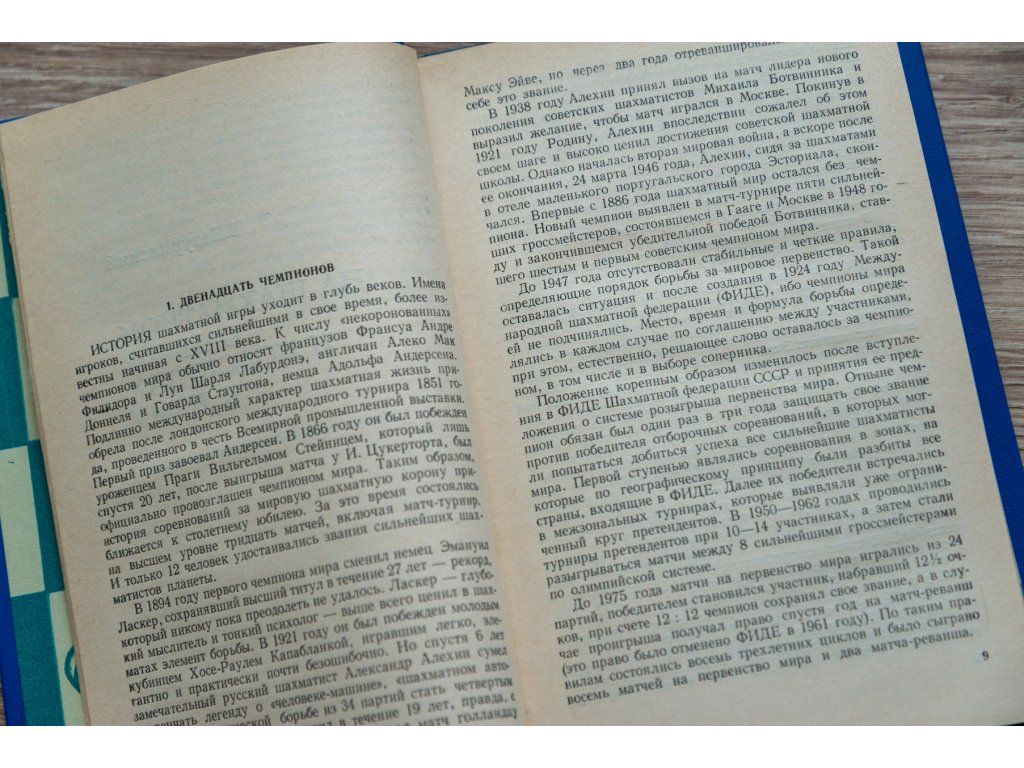 1. ДВЕНАДЦАТЬ ЧЕМПИОНОВ
ИСТОРИЯ шахматной игры уходит в глубь веков. Имена
игроков, считавшихся сильнейшими в свое время, более из-
вестны начиная с XVIII века. К числу «некоронованных»
чемпионов мира обычно относят французов Франсуа Андре
Филидора и Луи Шарля Лабурдонэ, англичан Алеко Мак
Доннеля и Говарда Стаунтона, немца Адольфа Андерсена.
Подлинно международный характер шахматная жизнь при-
обрела после лондонского международного турнира 1851 го-
да, проведенного в честь Всемирной промышленной выставки.
Первый приз завоевал Андерсен. В 1866 году он был побежден
уроженцем Праги Вильгельмом Стейницем, который лишь
спустя 20 лет, после выигрыша матча у И. Цукерторта, был
официально провозглашен чемпионом мира. Таким образом,
история соревнований за мировую шахматную корону при-
ближается к столетнему юбилею. За это время состоялись
на высшем уровне тридцать матчей, включая матч-турнир.
И только 12 человек удостаивались звания сильнейших шах-
матистов планеты.
В 1894 году первого чемпиона мира сменил немец Эмануил
Ласкер, сохранявший высший титул в течение 27 лет — рекорд,
который никому пока преодолеть не удалось. Ласкер — глубо-
кий мыслитель и тонкий психолог — выше всего ценил в шах-
матах элемент борьбы. В 1921 году он был побежден молодым
кубинцем Хосе-Раулем Капабланкой, игравшим легко, эле-
гантно и практически почти безошибочно. Но спустя 6 лет
замечательный русский шахматист Александр Алехин сумел
легенду о «человеке-машине», «шахматном авто-
борьбе из 34 партий стать четвертым
в течение 19 лет, правда, с
матч голландцу
Максу Эйве, но через два года
себе это звание.
В 1938 году Алехин принял вызов на матч лидера нового
поколения советских шахматистов Михаила Ботвинника и
выразил желание, чтобы матч игрался в Москве. Покинув в
1921 году Родину, Алехин впоследствии сожалел об этом
своем шаге и высоко ценил достижения советской шахматной
школы. Однако началась вторая мировая война, а вскоре после
ее окончания, 24 марта 1946 года, Алехин, сидя за шахматами
в отеле маленького португальского города Эсториала, скон-
чался. Впервые с 1886 года шахматный мир остался без чем-
пиона. Новый чемпион выявлен в матч-турнире пяти сильней-
ших гроссмейстеров, состоявшемся в Гааге и Москве в 1948 го-
ду и закончившемся убедительной победой Ботвинника, став-
шего шестым и первым советским чемпионом мира.
До 1947 года отсутствовали стабильные и четкие правила,
определяющие порядок борьбы за мировое первенство. Такой
оставалась ситуация и после создания в 1924 году Между-
народной шахматной федерации (ФИДЕ), ибо чемпионы мира
ей не подчинялись. Место, время и формула борьбы опреде-
лялись в каждом случае по соглашению между участниками,
при этом, естественно, решающее слово оставалось за чемпио-
ном, в том числе и в выборе соперника.
Положение коренным образом изменилось после вступле-
ния в ФИДЕ Шахматной федерации СССР и принятия ее пред-
ложения о системе розыгрыша первенства мира. Отныне чем-
пион обязан был один раз в три года защищать свое звание
против победителя отборочных соревнований, в которых мог-
ли попытаться добиться успеха все сильнейшие шахматисты
мира. Первой ступенью являлись соревнования в зонах, на
которые по географическому принципу были разбиты все
страны, входящие в ФИДЕ. Далее их победители встречались
в межзональных турнирах, которые выявляли уже ограни-
ченный круг претендентов. В 1950—1962 годах проводились
турниры претендентов при 10—14 участниках, а затем стали
разыгрываться матчи между 8 сильнейшими гроссмейстерами
по олимпийской системе.
До 1975 года матчи на первенство мира игрались из 24
партий, победителем становился участник, набравший 12½ оч-
ков, при счете 12 : 12 чемпион сохранял свое звание, а в слу-
чае проигрыша получал право спустя год на матч-реванш
(это право было отменено ФИДЕ в 1961 году). По таким пра-
вилам состоялись восемь трехлетних циклов и было сыграно
восемь матчей на первенство мира и два матча-реванша.
9